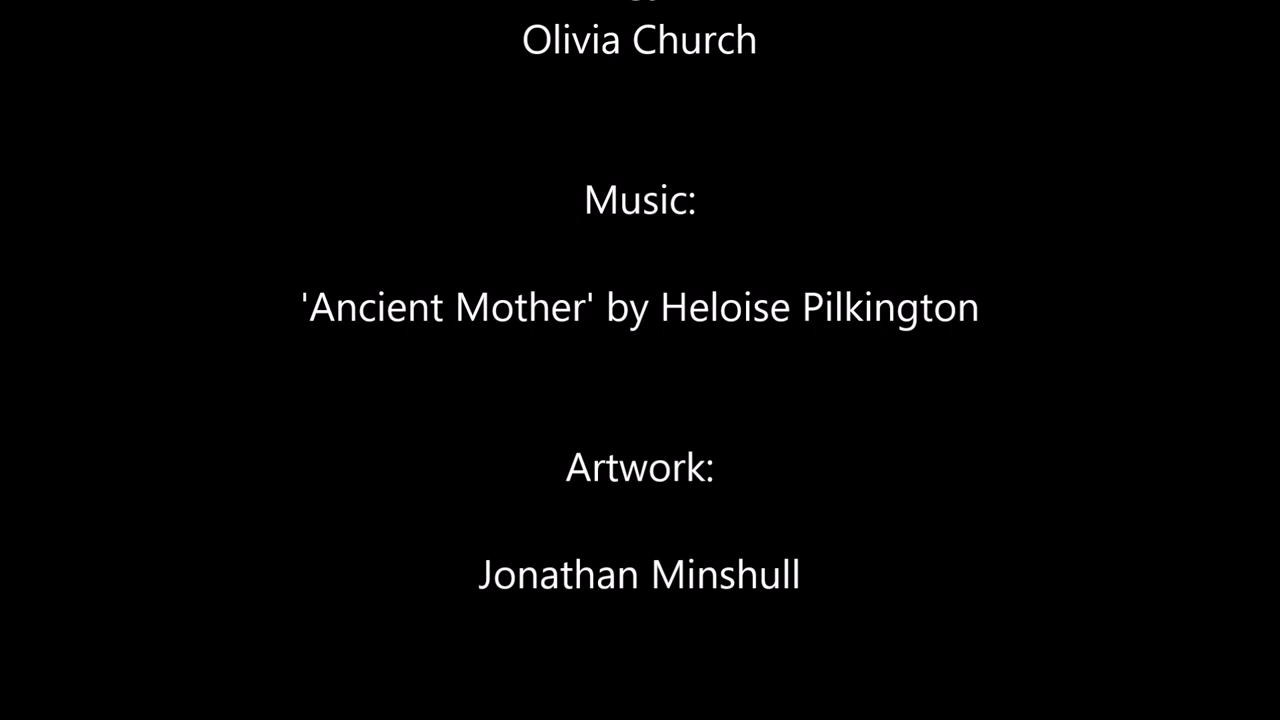 Olivia Church
Music:
'Ancient Mother' by Heloise Pilkington
Artwork:
Jonathan Minshull